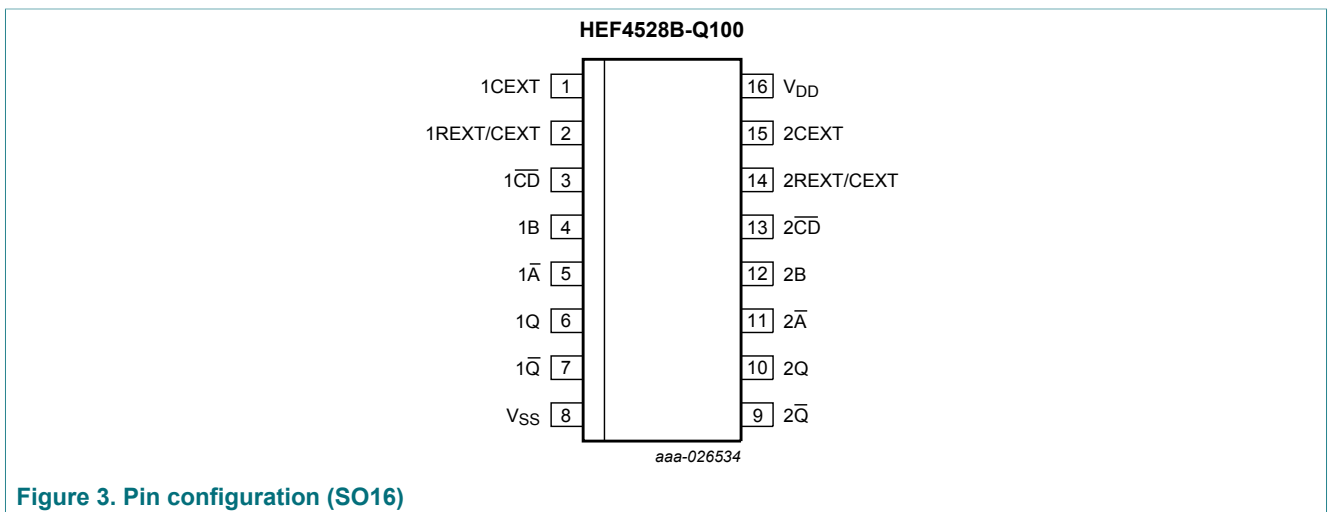 HEF4528B-Q100
1CEXT 1
16 VDD
1REXT/CEXT 2
15 2CEXT
1C̅D̅ 3
14 2REXT/CEXT
1B 4
13 2C̅D̅
1A̅ 5
12 2B
1Q 6
11 2A̅
1Q̅ 7
10 2Q
VSS 8
9 2Q̅
aaa-026534
Figure 3. Pin configuration (SO16)